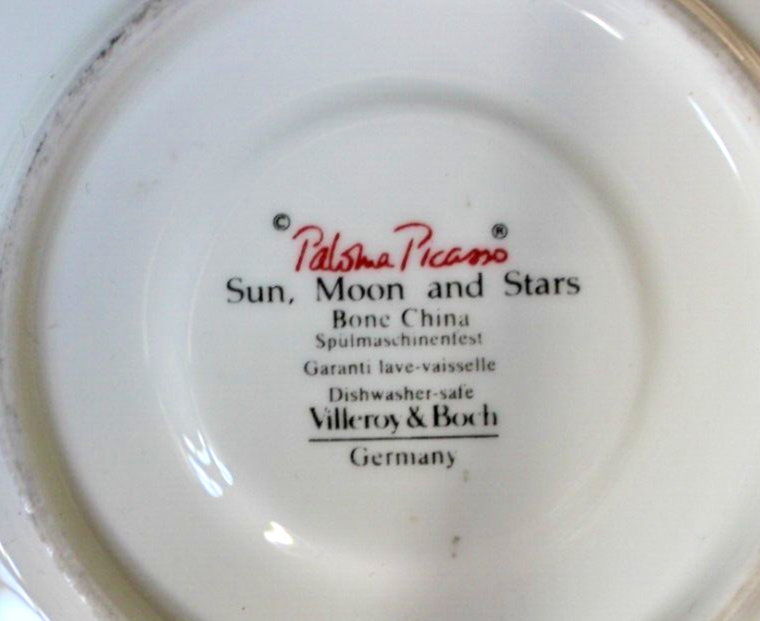 © Paloma Picasso ®
Sun, Moon and Stars
Bone China
Spülmaschinenfest
Garanti lave-vaisselle
Dishwasher-safe
Villeroy & Boch
Germany